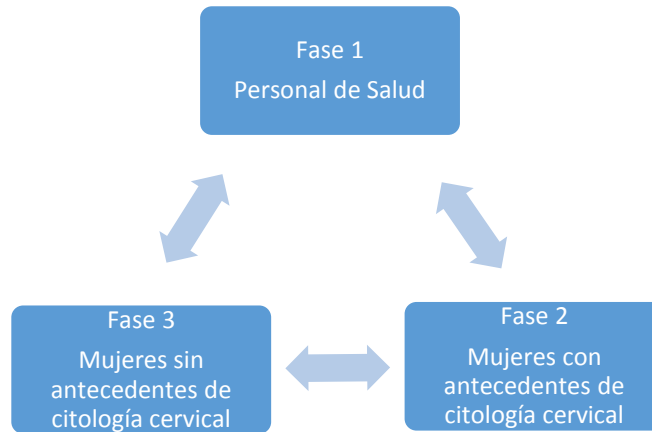 Fase 1
Personal de Salud
Fase 3
Mujeres sin
antecedentes de
citología cervical
Fase 2
Mujeres con
antecedentes de
citología cervical